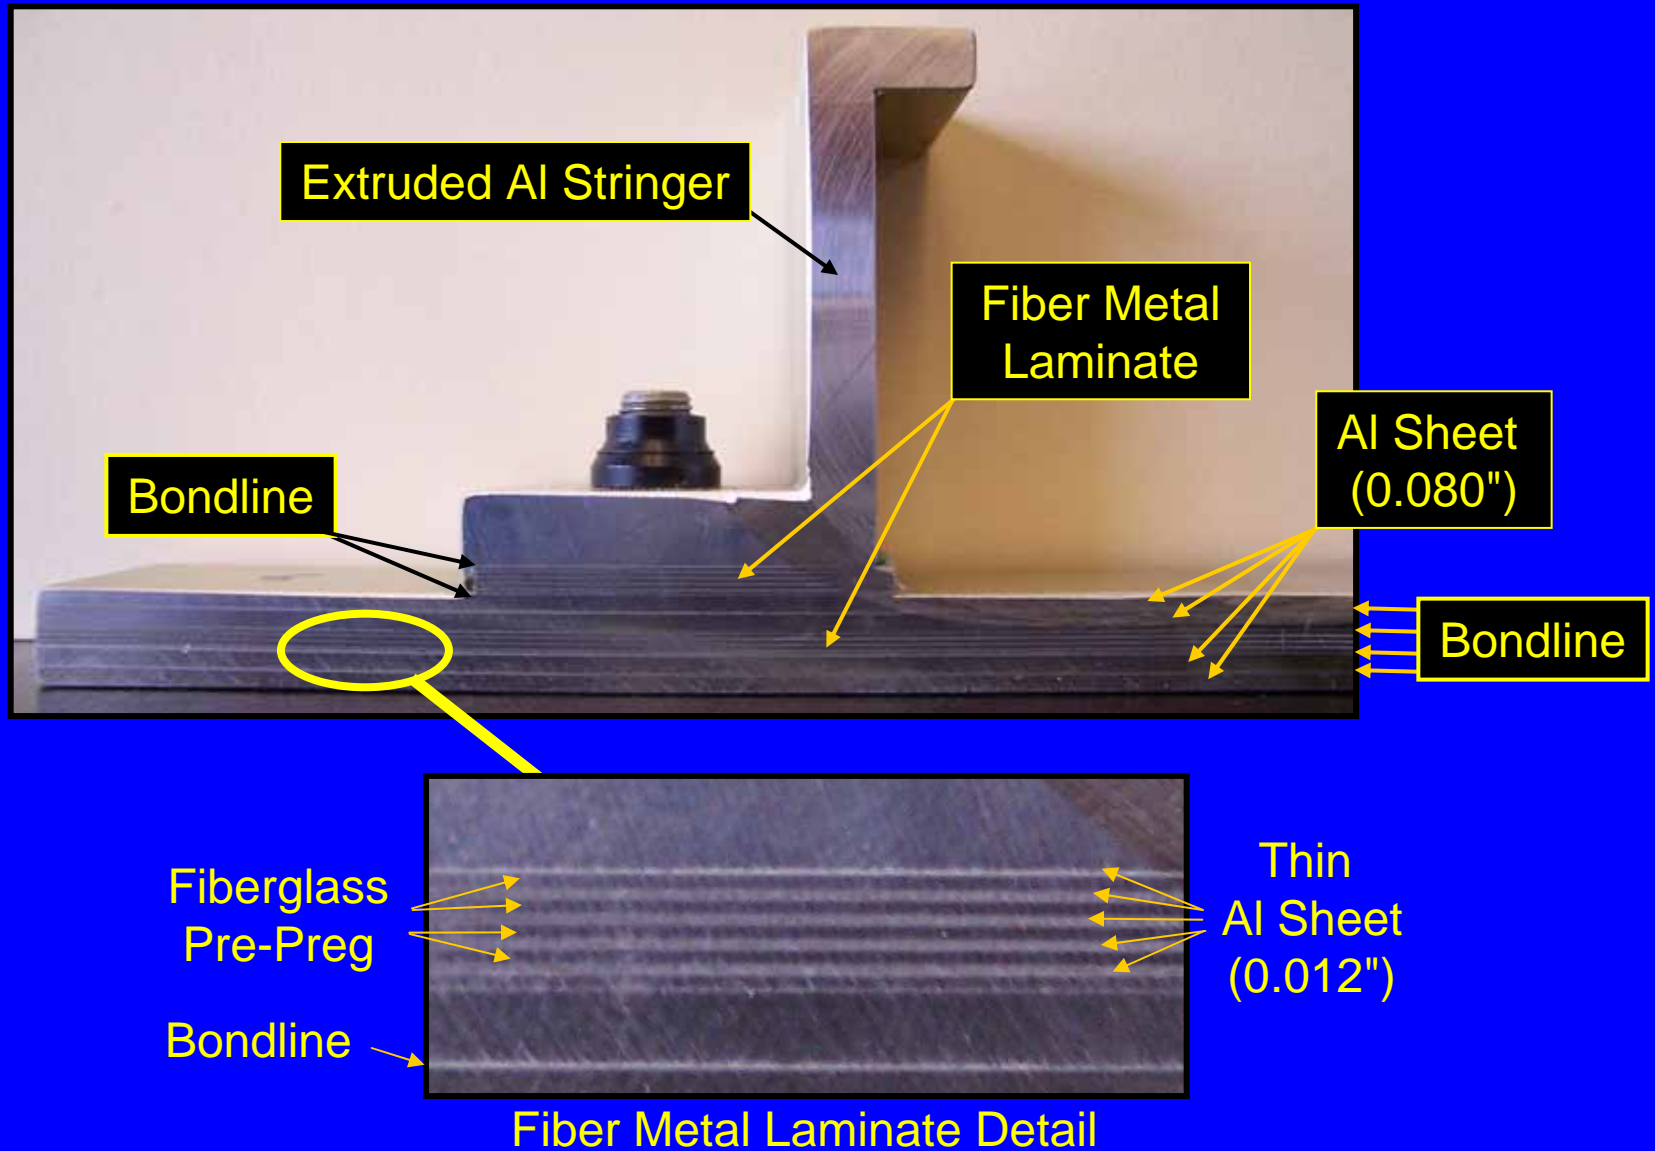 Extruded Al Stringer
Fiber Metal
Laminate
Al Sheet
(0.080")
Bondline
Bondline
Fiberglass
Pre-Preg
Thin
Al Sheet
(0.012")
Bondline
Fiber Metal Laminate Detail